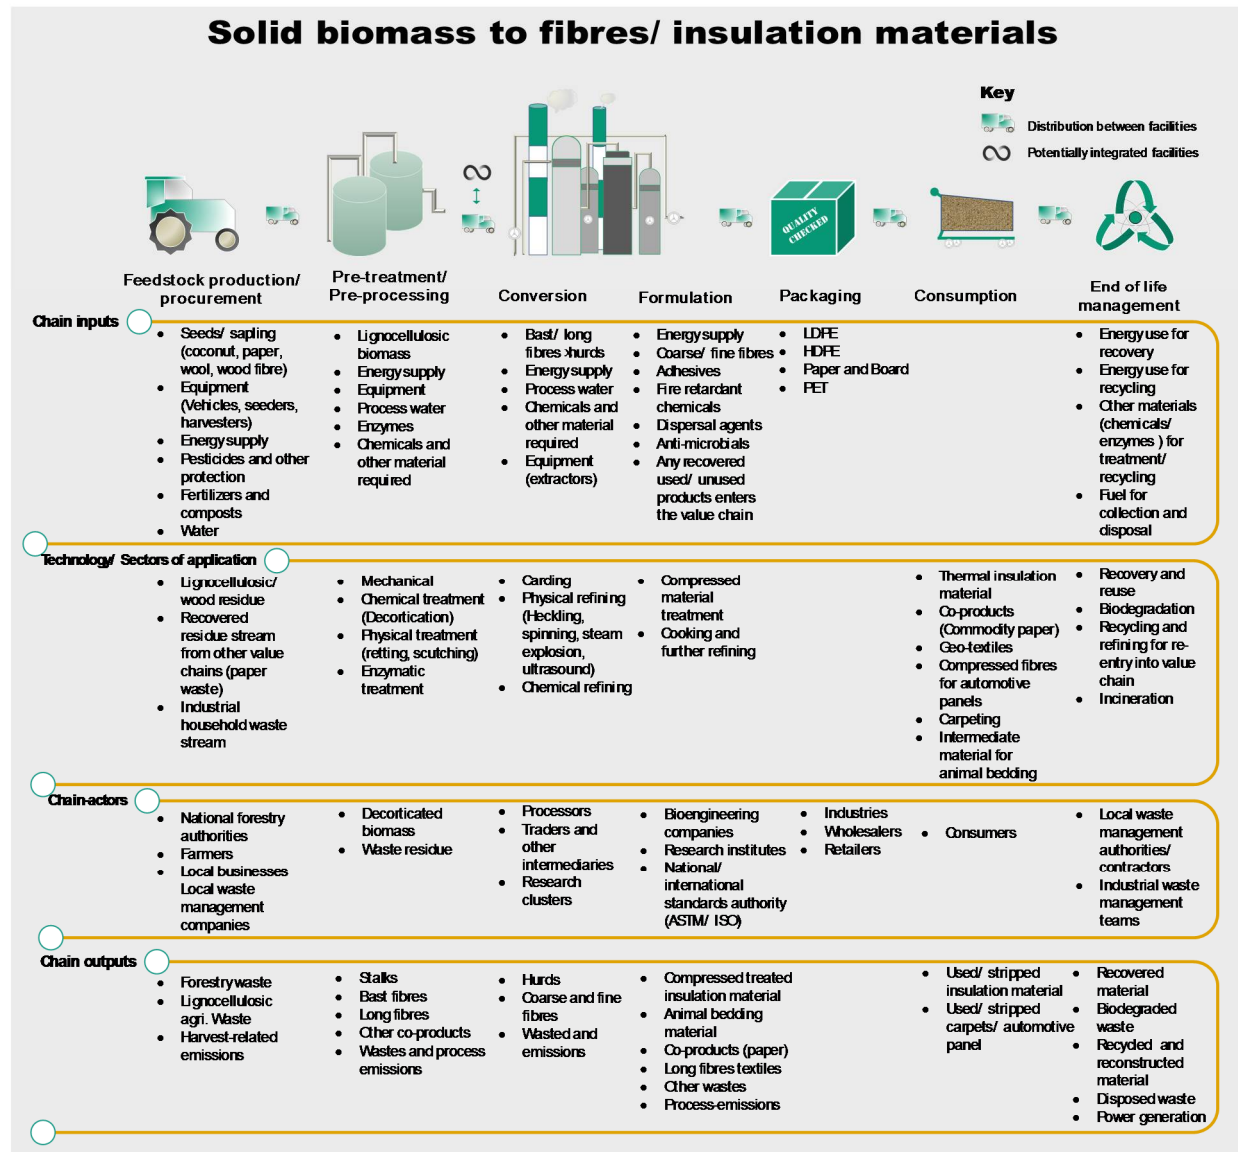 Solid biomass to fibres/ insulation materials
Key
Distribution between facilities
Potentially integrated facilities
QUALITY
CHECKED
Feedstock production/
procurement
Pre-treatment/
Pre-processing
Conversion
Formulation
Packaging
Consumption
End of life
management
Chain inputs
• Seeds/ sapling
(coconut, paper,
wool, wood fibre)
• Equipment
(Vehicles, seeders,
harvesters)
• Energy supply
• Pesticides and other
protection
• Fertilizers and
composts
• Water
• Lignocellulosic
biomass
• Energy supply
• Equipment
• Process water
• Enzymes
• Chemicals and
other material
required
• Bast/ long
fibres >hurds
• Energy supply
• Process water
• Chemicals and
other material
required
• Equipment
(extractors)
• Energy supply
• Coarse/ fine fibres
• Adhesives
• Fire retardant
chemicals
• Dispersal agents
• Anti-microbials
• Any recovered
used/ unused
products enters
the value chain
• LDPE
• HDPE
• Paper and Board
• PET
• Energy use for
recovery
• Energy use for
recycling
• Other materials
(chemicals/
enzymes ) for
treatment/
recycling
• Fuel for
collection and
disposal
Technology/ Sectors of application
• Lignocellulosic/
wood residue
• Recovered
residue stream
from other value
chains (paper
waste)
• Industrial
household waste
stream
• Mechanical
• Chemical treatment
(Decortication)
• Physical treatment
(retting, scutching)
• Enzymatic
treatment
• Carding
• Physical refining
(Heckling,
spinning, steam
explosion,
ultrasound)
• Chemical refining
• Compressed
material
treatment
• Cooking and
further refining
• Thermal insulation
material
• Co-products
(Commodity paper)
• Geo-textiles
• Compressed fibres
for automotive
panels
• Carpeting
• Intermediate
material for
animal bedding
• Recovery and
reuse
• Biodegradation
• Recycling and
refining for re-
entry into value
chain
• Incineration
Chain-actors
• National forestry
authorities
• Farmers
• Local businesses
Local waste
management
companies
• Decorticated
biomass
• Waste residue
• Processors
• Traders and
other
intermediaries
• Research
clusters
• Bioengineering
companies
• Research institutes
• National/
international
standards authority
(ASTM/ ISO)
• Industries
• Wholesalers
• Retailers
• Consumers
• Local waste
management
authorities/
contractors
• Industrial waste
management
teams
Chain outputs
• Forestry waste
• Lignocellulosic
agri. Waste
• Harvest-related
emissions
• Stalks
• Bast fibres
• Long fibres
• Other co-products
• Wastes and process
emissions
• Hurds
• Coarse and fine
fibres
• Wasted and
emissions
• Compressed treated
insulation material
• Animal bedding
material
• Co-products (paper)
• Long fibres textiles
• Other wastes
• Process-emissions
• Used/ stripped
insulation material
• Used/ stripped
carpets/ automotive
panel
• Recovered
material
• Biodegraded
waste
• Recycled and
reconstructed
material
• Disposed waste
• Power generation